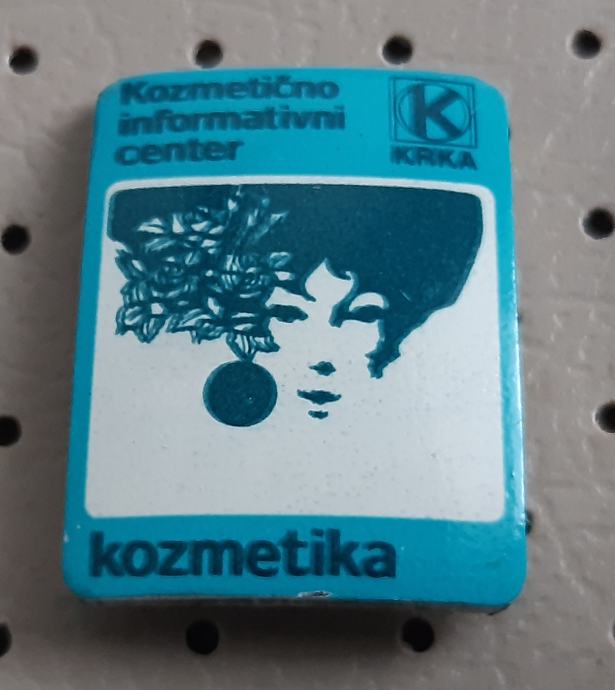 Kozmetično
informativni
center
K
KRKA
kozmetika